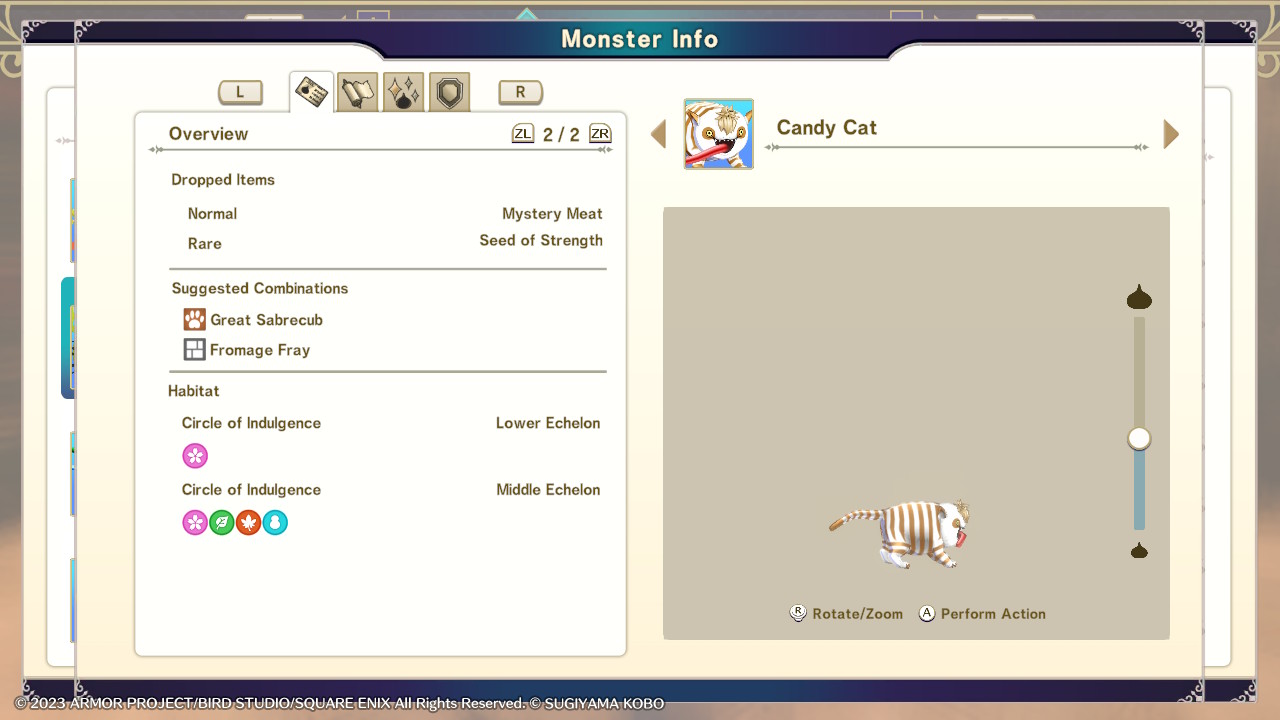 Monster Info
L
R
Overview
ZL 2 / 2 ZR
Candy Cat
Dropped Items
Normal Mystery Meat
Rare Seed of Strength
Suggested Combinations
Great Sabrecub
Fromage Fray
Habitat
Circle of Indulgence Lower Echelon
Circle of Indulgence Middle Echelon
R Rotate/Zoom A Perform Action
© 2023 ARMOR PROJECT/BIRD STUDIO/SQUARE ENIX All Rights Reserved. © SUGIYAMA KOBO